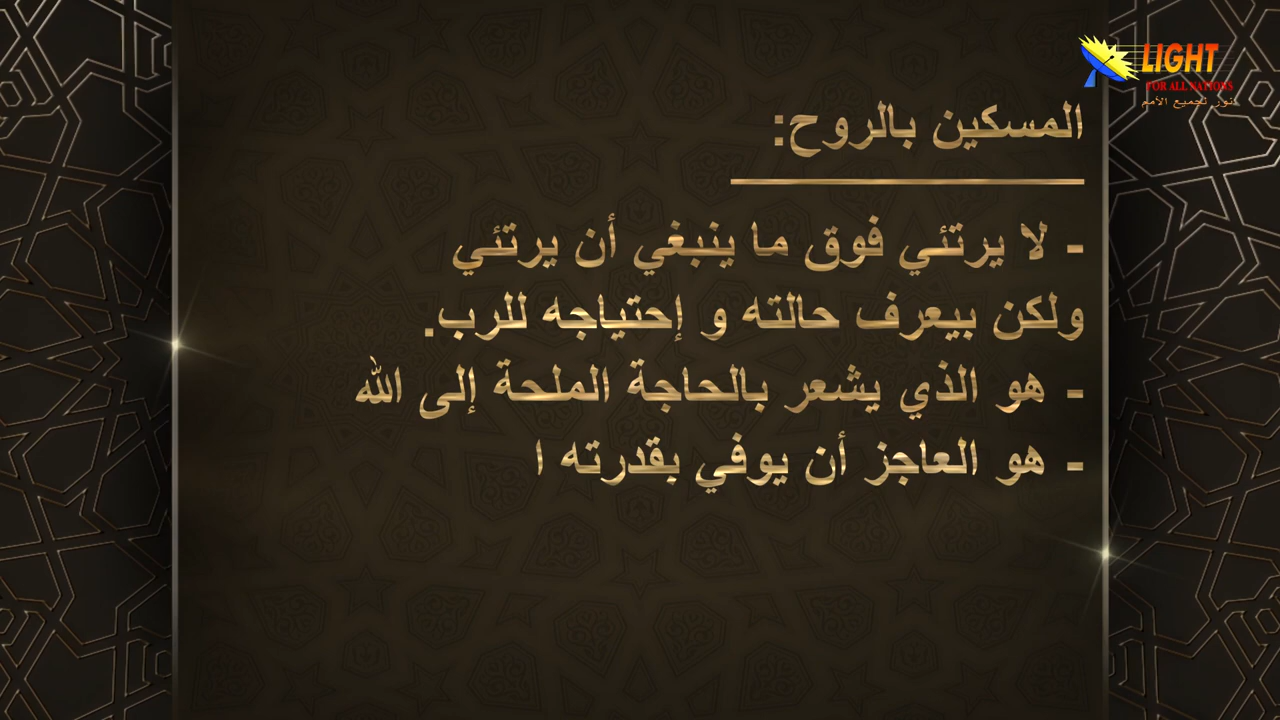 LIGHT
FOR ALL NATIONS
نور لجميع الأمم
المسكين بالروح:
- لا يرتئي فوق ما ينبغي أن يرتئي
ولكن بيعرف حالته و إحتياجه للرب.
- هو الذي يشعر بالحاجة الملحة إلى الله
- هو العاجز أن يوفي بقدرته ا